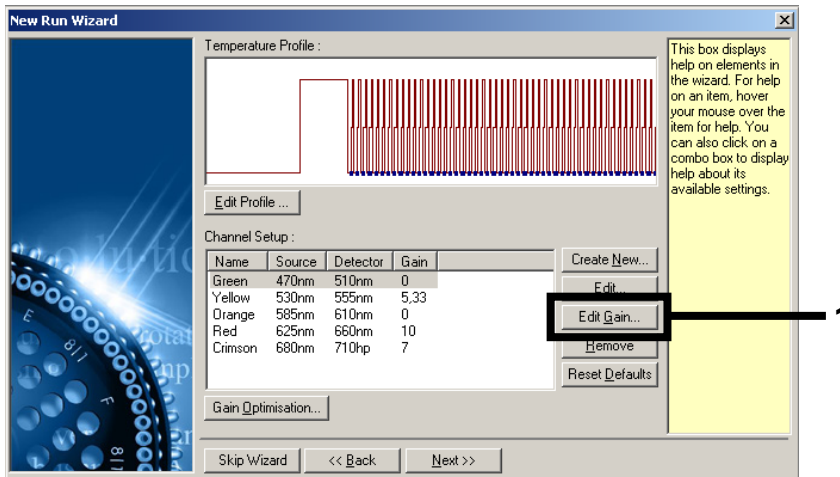 New Run Wizard
Temperature Profile :
This box displays
help on elements in
the wizard. For help
on an item, hover
your mouse over the
item for help. You
can also click on a
combo box to display
help about its
available settings.
Edit Profile ...
Channel Setup :
Name Source Detector Gain
Green 470nm 510nm 0
Yellow 530nm 555nm 5,33
Orange 585nm 610nm 0
Red 625nm 660nm 10
Crimson 680nm 710hp 7
Create New...
Edit...
Edit Gain...
Remove
Reset Defaults
Gain Optimisation...
Skip Wizard
<< Back
Next >>